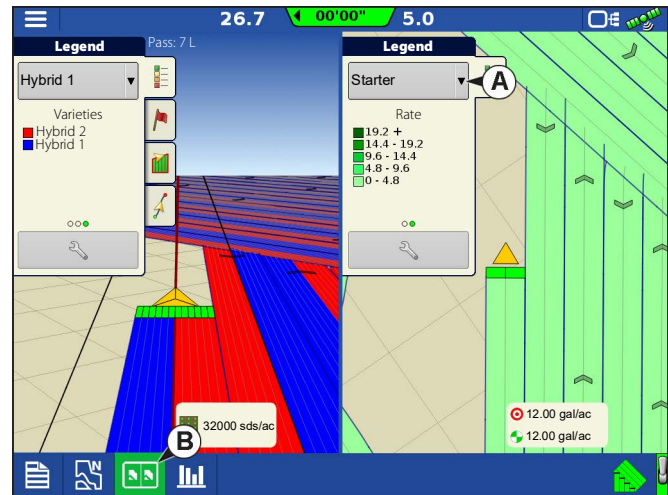 26.7
00'00"
5.0
Legend
Pass: 7 L
Hybrid 1
Varieties
Hybrid 2
Hybrid 1
32000 sds/ac
B
Legend
Starter
A
Rate
19.2 +
14.4 - 19.2
9.6 - 14.4
4.8 - 9.6
0 - 4.8
12.00 gal/ac
12.00 gal/ac
N